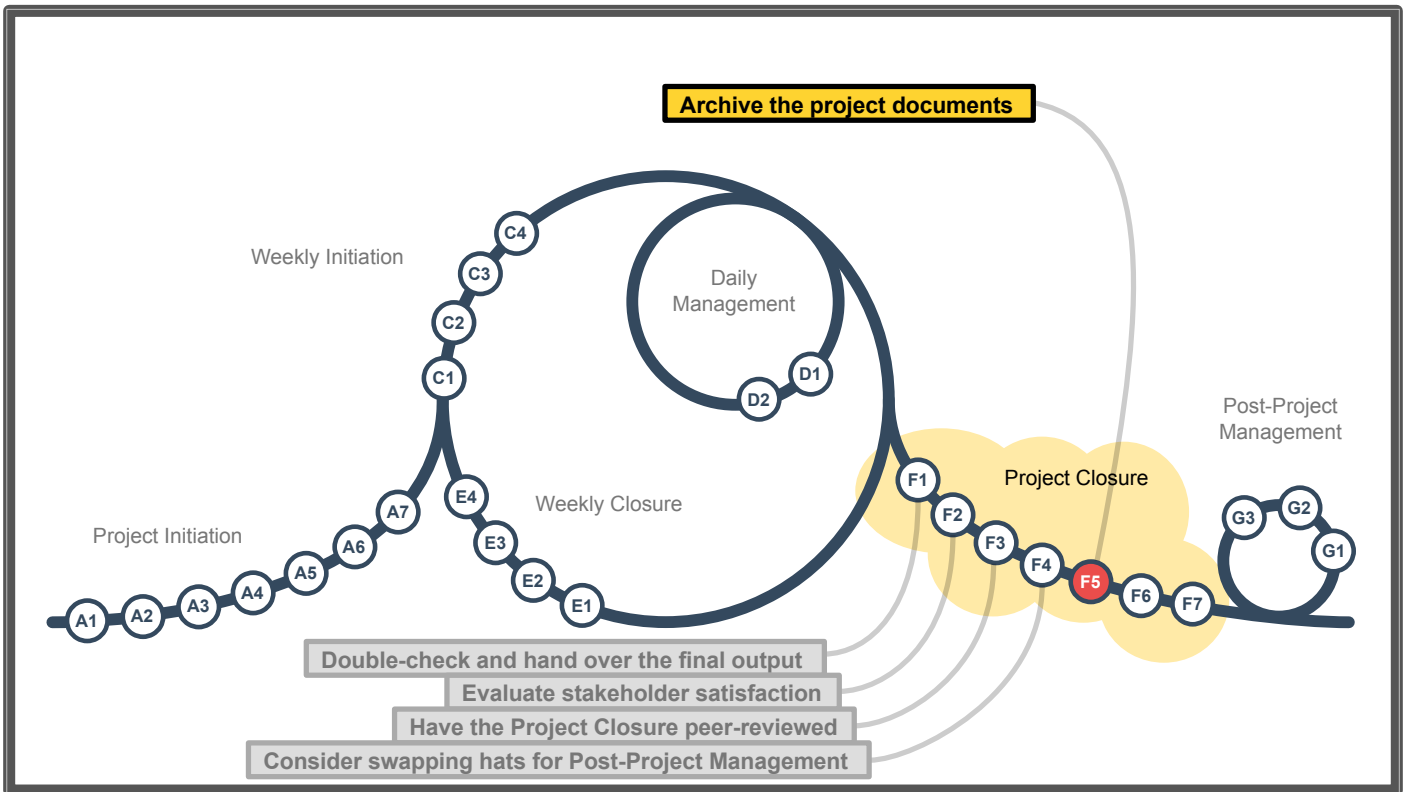 Archive the project documents
C4
Weekly Initiation
C3
Daily
Management
C2
C1
D1
D2
Post-Project
Management
Project Closure
F1
E4
Weekly Closure
A7
F2
G3
G2
Project Initiation
A6
E3
F3
G1
A5
F4
A4
E2
F5
A3
E1
F6
F7
A2
A1
Double-check and hand over the final output
Evaluate stakeholder satisfaction
Have the Project Closure peer-reviewed
Consider swapping hats for Post-Project Management